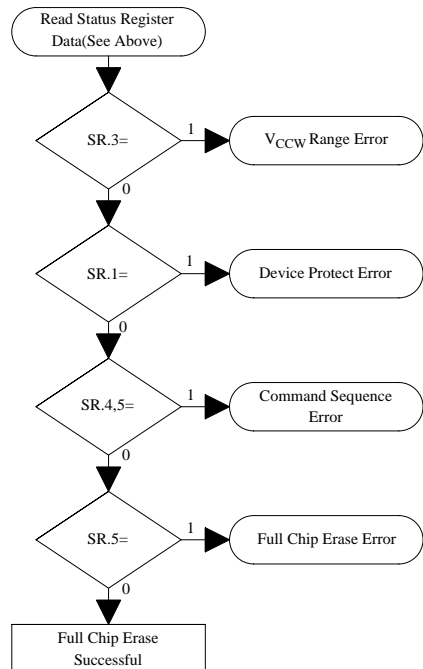 Read Status Register
Data(See Above)
SR.3=
1
V_CCW Range Error
0
SR.1=
1
Device Protect Error
0
SR.4,5=
1
Command Sequence
Error
0
SR.5=
1
Full Chip Erase Error
0
Full Chip Erase
Successful